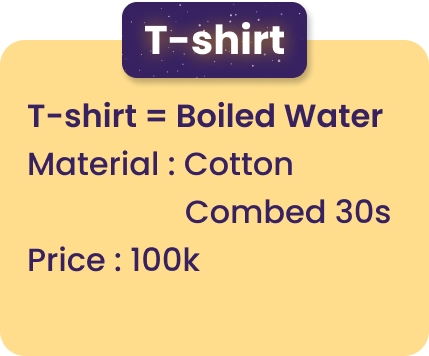 T-shirt
T-shirt = Boiled Water
Material : Cotton
Combed 30s
Price : 100k